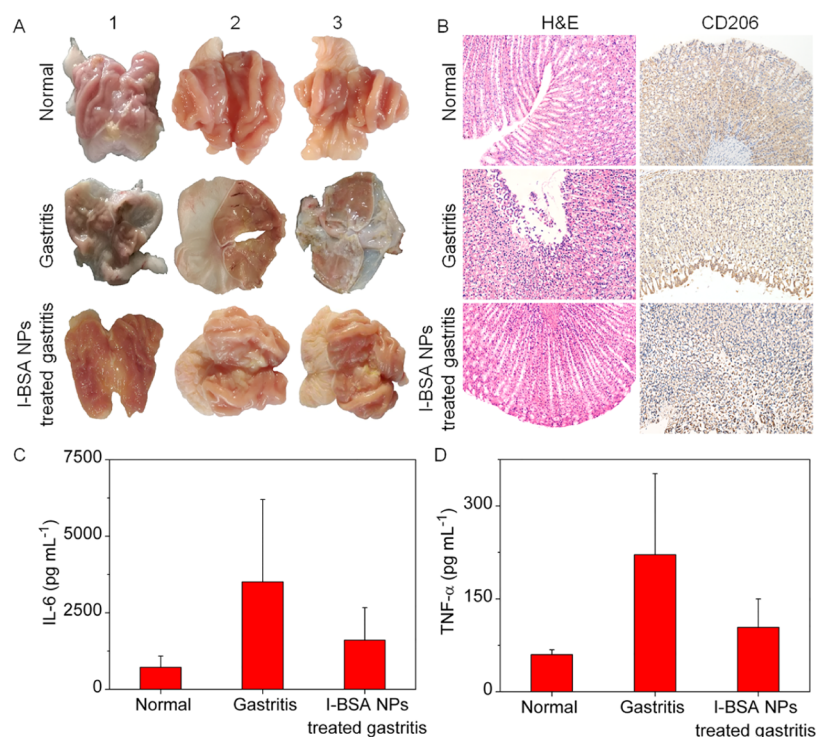 A
1
2
3
Normal
Gastritis
I-BSA NPs
treated gastritis
B
H&E
CD206
Normal
Gastritis
I-BSA NPs
treated gastritis
C
7500
5000
2500
0
IL-6 (pg mL⁻¹)
Normal
Gastritis
I-BSA NPs
treated gastritis
D
300
150
0
TNF-α (pg mL⁻¹)
Normal
Gastritis
I-BSA NPs
treated gastritis